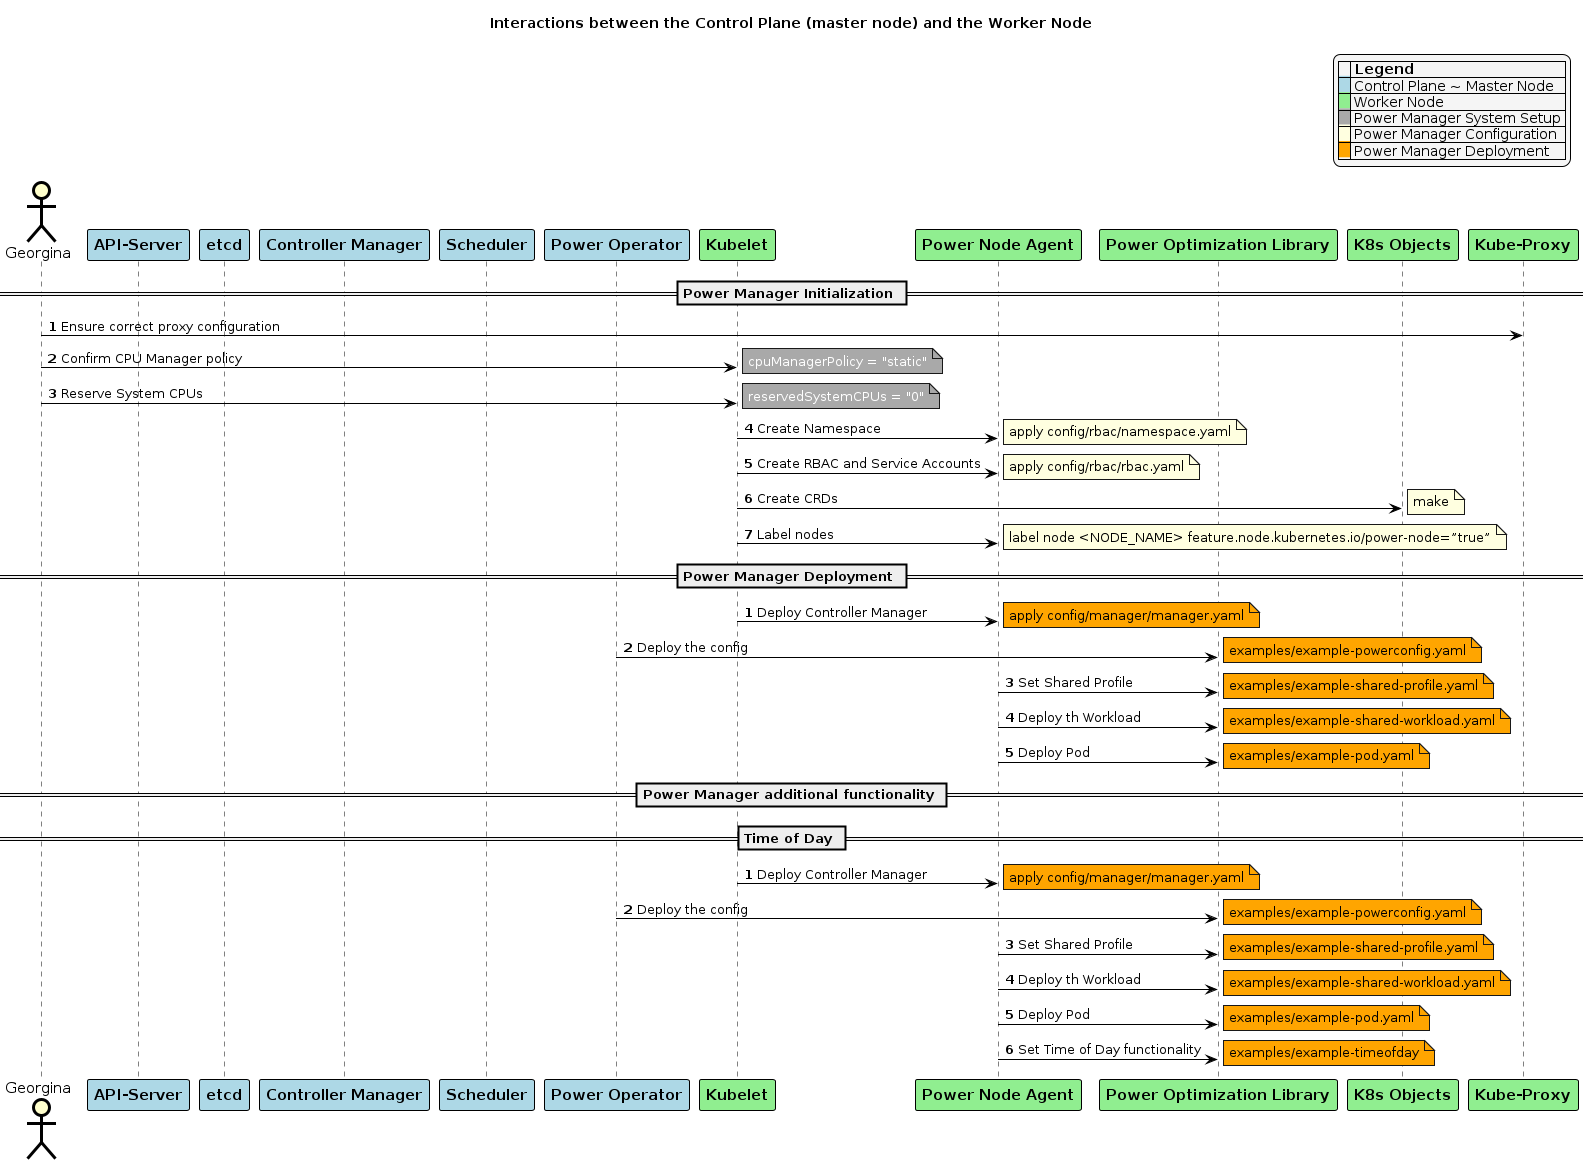 Interactions between the Control Plane (master node) and the Worker Node
Legend
Control Plane ~ Master Node
Worker Node
Power Manager System Setup
Power Manager Configuration
Power Manager Deployment
Georgina
API-Server
etcd
Controller Manager
Scheduler
Power Operator
Kubelet
Power Node Agent
Power Optimization Library
K8s Objects
Kube-Proxy
Power Manager Initialization
1 Ensure correct proxy configuration
2 Confirm CPU Manager policy
cpuManagerPolicy = "static"
3 Reserve System CPUs
reservedSystemCPUs = "0"
4 Create Namespace
apply config/rbac/namespace.yaml
5 Create RBAC and Service Accounts
apply config/rbac/rbac.yaml
6 Create CRDs
make
7 Label nodes
label node <NODE_NAME> feature.node.kubernetes.io/power-node=”true”
Power Manager Deployment
1 Deploy Controller Manager
apply config/manager/manager.yaml
2 Deploy the config
examples/example-powerconfig.yaml
3 Set Shared Profile
examples/example-shared-profile.yaml
4 Deploy th Workload
examples/example-shared-workload.yaml
5 Deploy Pod
examples/example-pod.yaml
Power Manager additional functionality
Time of Day
1 Deploy Controller Manager
apply config/manager/manager.yaml
2 Deploy the config
examples/example-powerconfig.yaml
3 Set Shared Profile
examples/example-shared-profile.yaml
4 Deploy th Workload
examples/example-shared-workload.yaml
5 Deploy Pod
examples/example-pod.yaml
6 Set Time of Day functionality
examples/example-timeofday
Georgina
API-Server
etcd
Controller Manager
Scheduler
Power Operator
Kubelet
Power Node Agent
Power Optimization Library
K8s Objects
Kube-Proxy